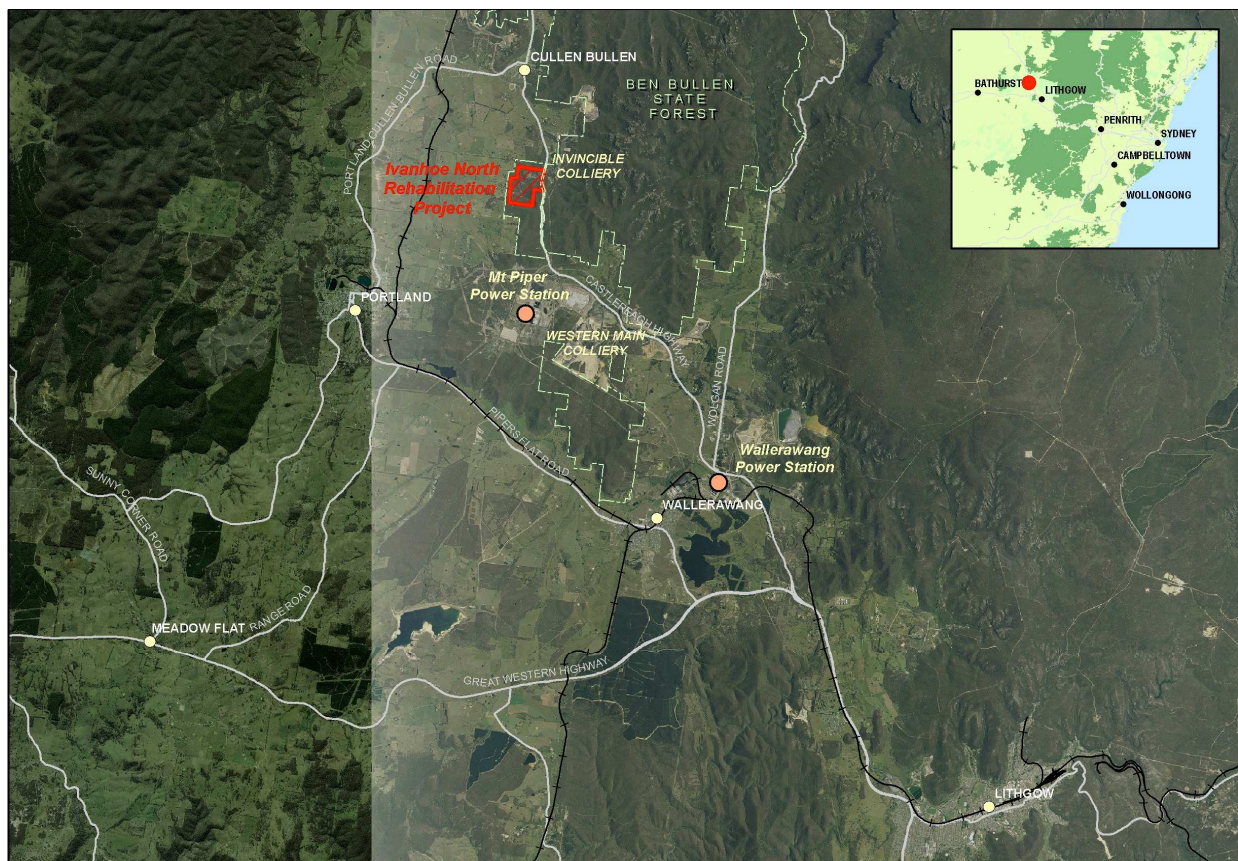 CULLEN BULLEN
BEN BULLEN
STATE
FOREST
PORTLAND CULLEN BULLEN ROAD
INVINCIBLE
COLLIERY
Ivanhoe North
Rehabilitation
Project
Mt Piper
Power Station
PORTLAND
CASTLEREAGH HIGHWAY
WESTERN MAIN
COLLIERY
WOLGAN ROAD
PIPERS FLAT ROAD
Wallerawang
Power Station
WALLERAWANG
SUNNY CORNER ROAD
RANGE ROAD
MEADOW FLAT
GREAT WESTERN HIGHWAY
LITHGOW
BATHURST
LITHGOW
PENRITH
SYDNEY
CAMPBELLTOWN
WOLLONGONG